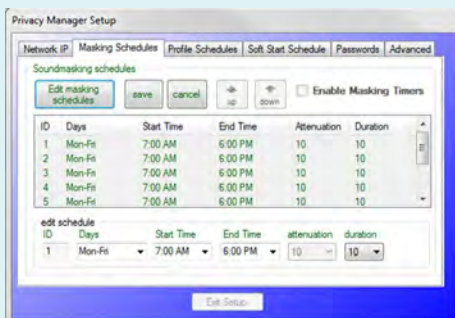 Privacy Manager Setup
Network IP Masking Schedules Profile Schedules Soft Start Schedule Passwords Advanced
Soundmasking schedules
Edit masking schedules save cancel up down Enable Masking Timers
ID Days Start Time End Time Attenuation Duration
1 Mon-Fri 7:00 AM 6:00 PM 10 10
2 Mon-Fri 7:00 AM 6:00 PM 10 10
3 Mon-Fri 7:00 AM 6:00 PM 10 10
4 Mon-Fri 7:00 AM 6:00 PM 10 10
5 Mon-Fri 7:00 AM 6:00 PM 10 10
edit schedule
ID Days Start Time End Time attenuation duration
1 Mon-Fri 7:00 AM 6:00 PM 10 10
Exit Setup